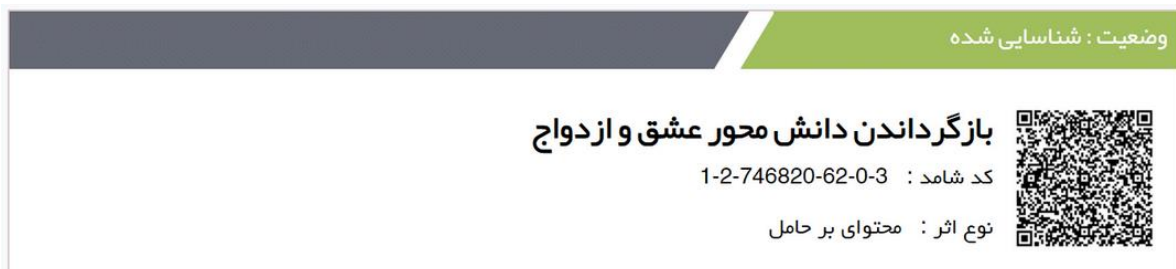 وضعیت : شناسایی شده
بازگرداندن دانش محور عشق و ازدواج
کد شامد : 1-2-746820-62-0-3
نوع اثر : محتوای بر حامل